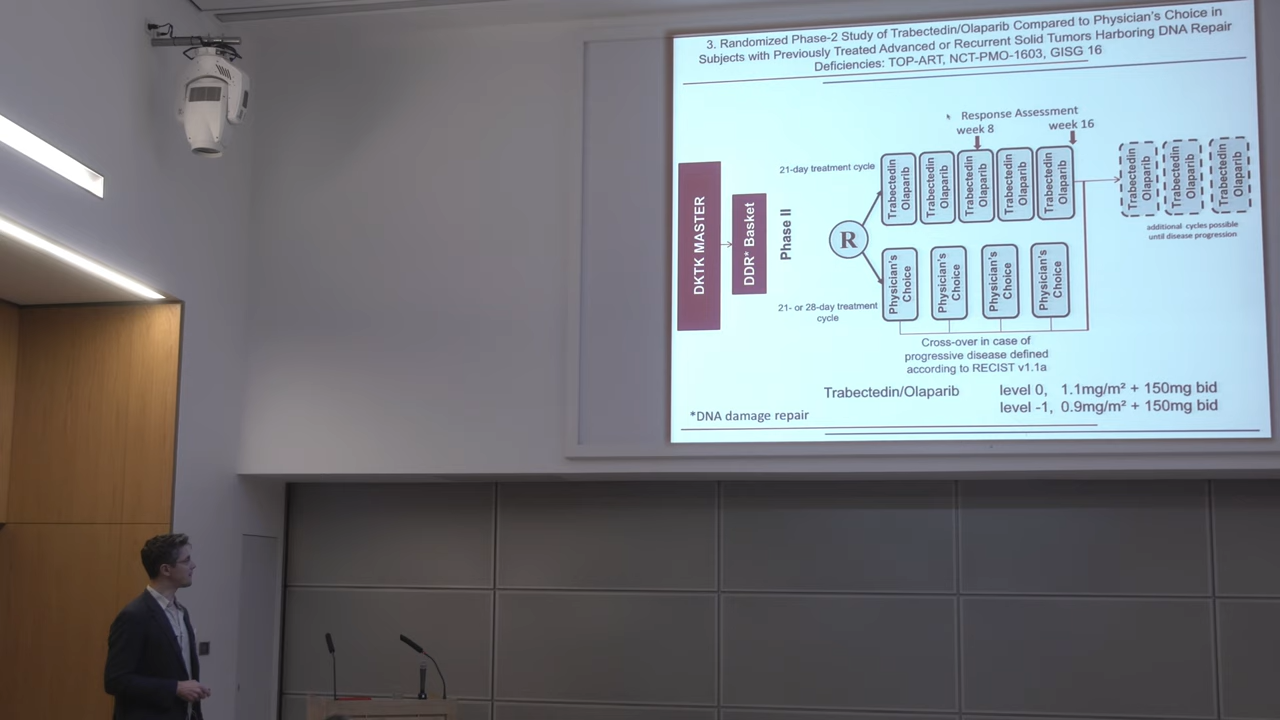 3. Randomized Phase-2 Study of Trabectedin/Olaparib Compared to Physician's Choice in
Subjects with Previously Treated Advanced or Recurrent Solid Tumors Harboring DNA Repair
Deficiencies: TOP-ART, NCT-PMO-1603, GISG 16
Response Assessment
week 8
week 16
21-day treatment cycle
Trabectedin
Olaparib
Trabectedin
Olaparib
Trabectedin
Olaparib
Trabectedin
Olaparib
Trabectedin
Olaparib
Trabectedin
Olaparib
Trabectedin
Olaparib
Trabectedin
Olaparib
additional cycles possible
until disease progression
DKTK MASTER
DDR* Basket
Phase II
R
Physician's
Choice
Physician's
Choice
Physician's
Choice
Physician's
Choice
21- or 28-day treatment
cycle
Cross-over in case of
progressive disease defined
according to RECIST v1.1a
Trabectedin/Olaparib level 0, 1.1mg/m² + 150mg bid
level -1, 0.9mg/m² + 150mg bid
*DNA damage repair